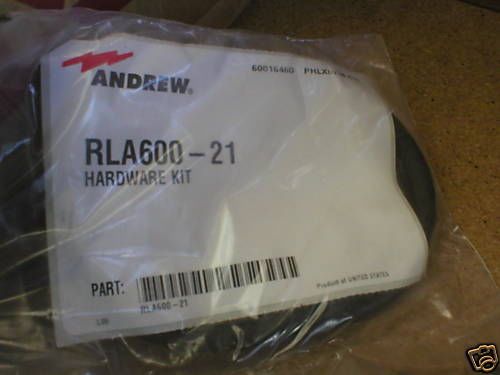 ANDREW®
60016460
RLA600-21
HARDWARE KIT
PART:
RLA600-21
Product of UNITED STATES